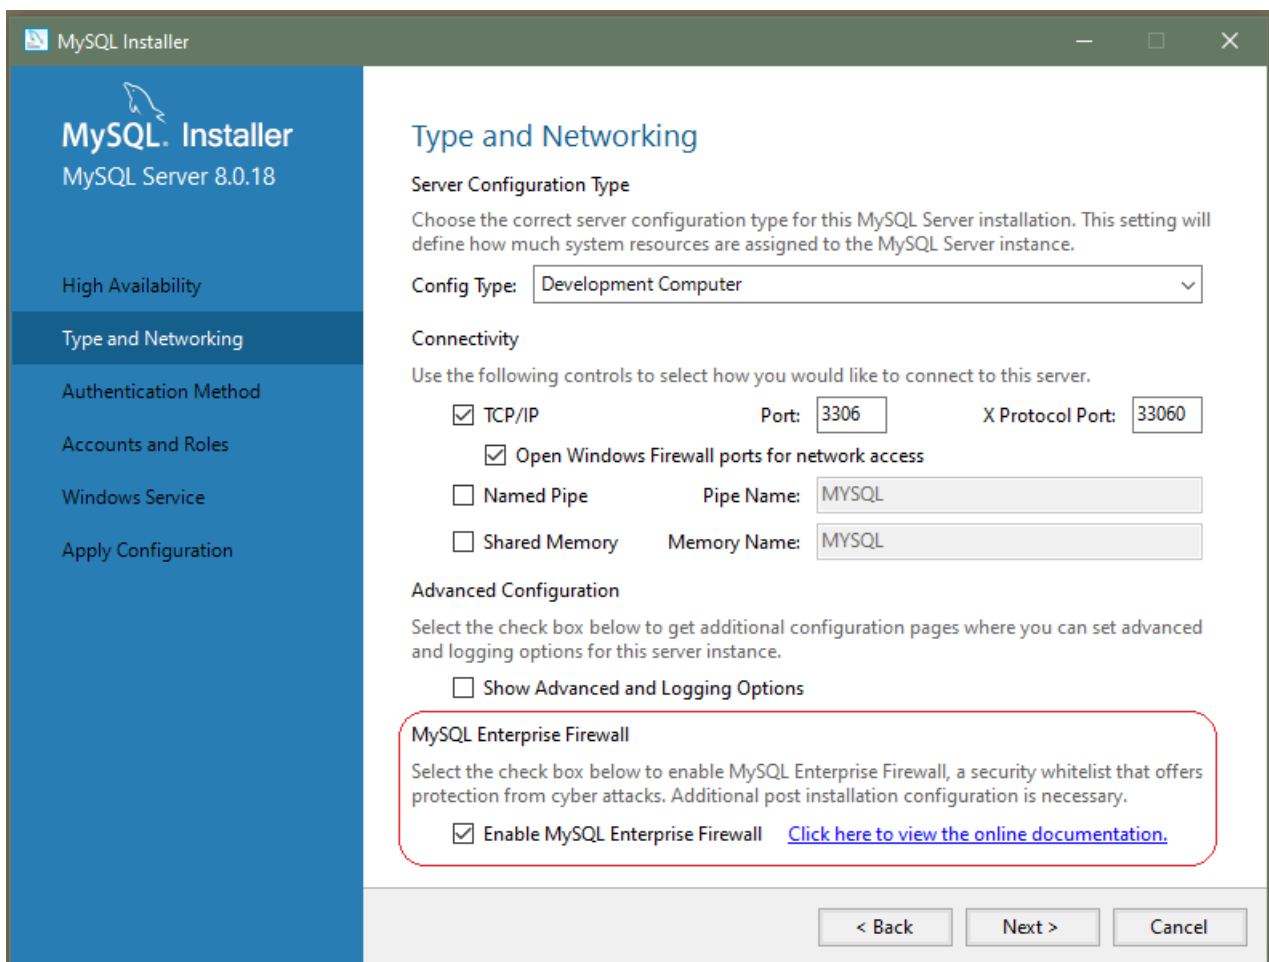 MySQL Installer
MySQL. Installer
MySQL Server 8.0.18
High Availability
Type and Networking
Authentication Method
Accounts and Roles
Windows Service
Apply Configuration
Type and Networking
Server Configuration Type
Choose the correct server configuration type for this MySQL Server installation. This setting will
define how much system resources are assigned to the MySQL Server instance.
Config Type: Development Computer
Connectivity
Use the following controls to select how you would like to connect to this server.
TCP/IP Port: 3306 X Protocol Port: 33060
Open Windows Firewall ports for network access
Named Pipe Pipe Name: MYSQL
Shared Memory Memory Name: MYSQL
Advanced Configuration
Select the check box below to get additional configuration pages where you can set advanced
and logging options for this server instance.
Show Advanced and Logging Options
MySQL Enterprise Firewall
Select the check box below to enable MySQL Enterprise Firewall, a security whitelist that offers
protection from cyber attacks. Additional post installation configuration is necessary.
Enable MySQL Enterprise Firewall Click here to view the online documentation.
< Back Next > Cancel